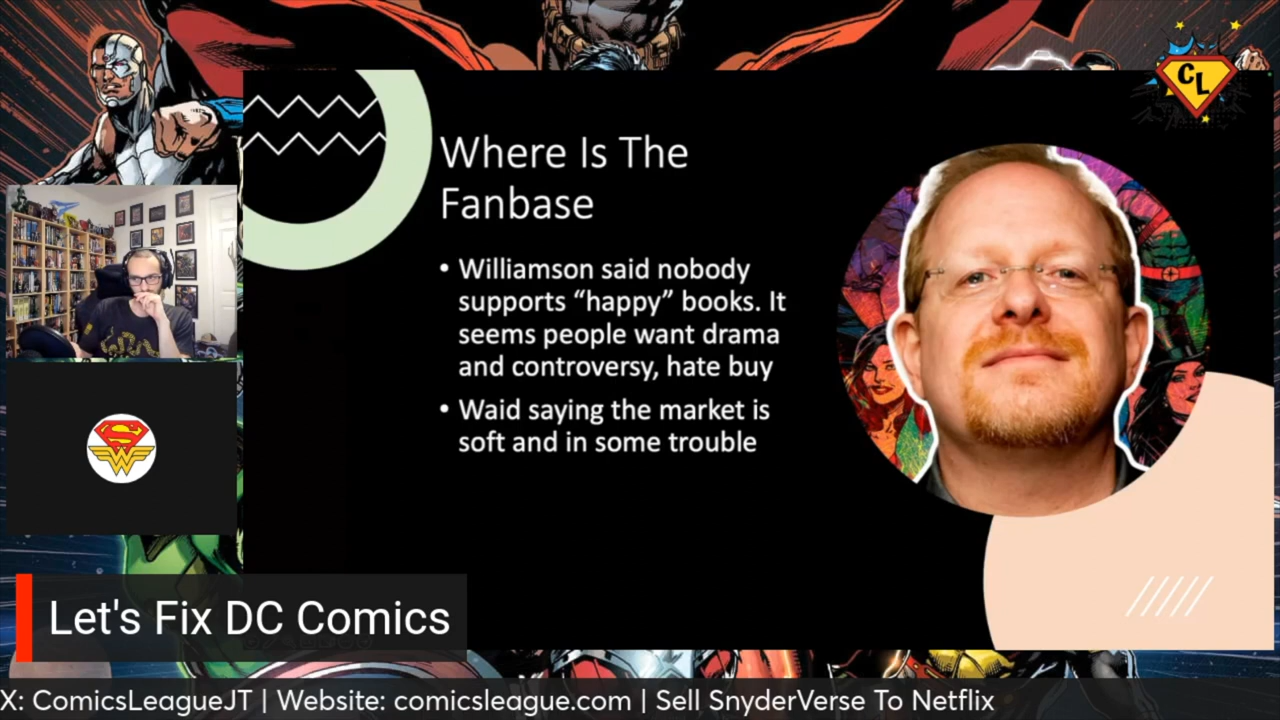 CL
Where Is The
Fanbase
• Williamson said nobody
supports “happy” books. It
seems people want drama
and controversy, hate buy
• Waid saying the market is
soft and in some trouble
Let's Fix DC Comics
X: ComicsLeagueJT | Website: comicsleague.com | Sell SnyderVerse To Netflix